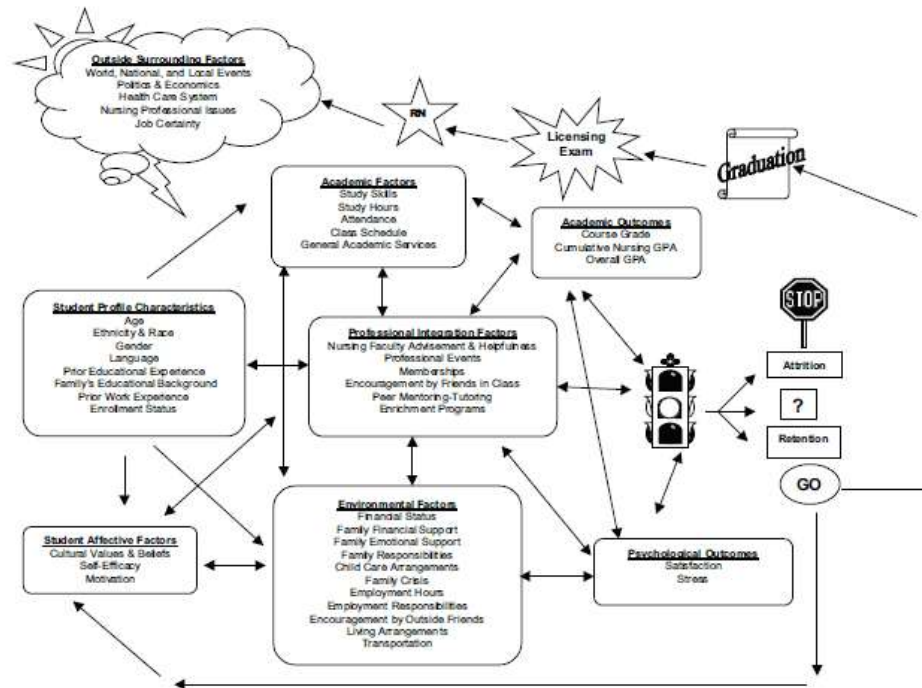 Outside Surrounding Factors
World, National, and Local Events
Politics & Economics
Health Care System
Nursing Professional Issues
Job Certainty
RN
Licensing
Exam
Graduation
Academic Factors
Study Skills
Study Hours
Attendance
Class Schedule
General Academic Services
Academic Outcomes
Course Grade
Cumulative Nursing GPA
Overall GPA
Student Profile Characteristics
Age
Ethnicity & Race
Gender
Language
Prior Educational Experience
Family's Educational Background
Prior Work Experience
Enrollment Status
Professional Integration Factors
Nursing Faculty Advisement & Helpfulness
Professional Events
Memberships
Encouragement by Friends in Class
Peer Mentoring-Tutoring
Enrichment Programs
STOP
Attrition
?
Retention
GO
Student Affective Factors
Cultural Values & Beliefs
Self-Efficacy
Motivation
Environmental Factors
Financial Status
Family Financial Support
Family Emotional Support
Family Responsibilities
Child Care Arrangements
Family Crisis
Employment Hours
Employment Responsibilities
Encouragement by Outside Friends
Living Arrangements
Transportation
Psychological Outcomes
Satisfaction
Stress